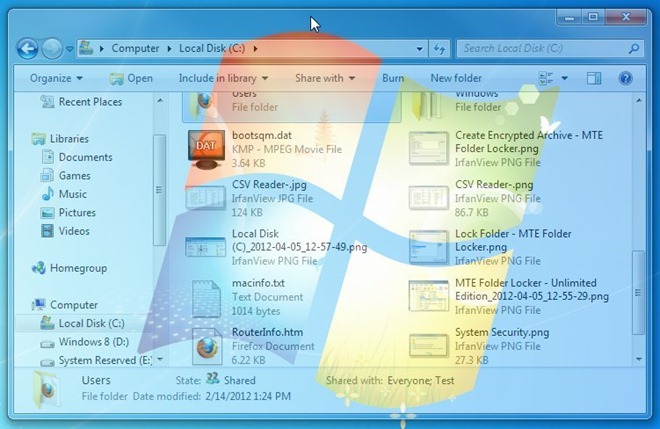 Computer
Local Disk (C:)
Search Local Disk (C:)
Organize
Open
Include in library
Share with
Burn
New folder
Recent Places
Libraries
Documents
Games
Music
Pictures
Videos
Homegroup
Computer
Local Disk (C:)
Windows 8 (D:)
System Reserved (E:)
Users
File folder
Windows
File folder
bootsqm.dat
KMP - MPEG Movie File
3.64 KB
DAT
Create Encrypted Archive - MTE
Folder Locker.png
IrfanView PNG File
CSV Reader-.jpg
IrfanView JPG File
124 KB
CSV Reader-.png
IrfanView PNG File
86.7 KB
Local Disk
(C)_2012-04-05_12-57-49.png
IrfanView PNG File
Lock Folder - MTE Folder
Locker.png
IrfanView PNG File
macinfo.txt
Text Document
1014 bytes
MTE Folder Locker - Unlimited
Edition_2012-04-05_12-55-29.png
IrfanView PNG File
RouterInfo.htm
Firefox Document
6.22 KB
System Security.png
IrfanView PNG File
27.3 KB
Users
State: Shared
Shared with: Everyone; Test
File folder Date modified: 2/14/2012 1:24 PM